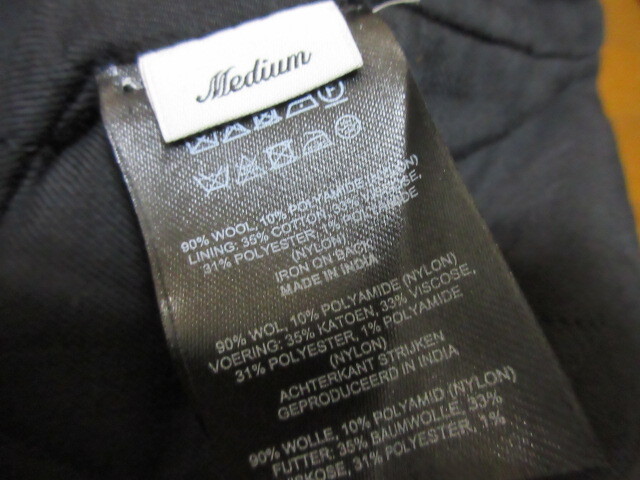 Medium
90% WOOL, 10% POLYAMIDE (NYLON)
LINING: 35% COTTON, 33% VISCOSE,
31% POLYESTER, 1% POLYAMIDE
(NYLON)
IRON ON BACK
MADE IN INDIA
90% WOL, 10% POLYAMIDE (NYLON)
VOERING: 35% KATOEN, 33% VISCOSE,
31% POLYESTER, 1% POLYAMIDE
(NYLON)
ACHTERKANT STRIJKEN
GEPRODUCEERD IN INDIA
90% WOLLE, 10% POLYAMID (NYLON)
FUTTER: 35% BAUMWOLLE, 33%
VISKOSE, 31% POLYESTER, 1%